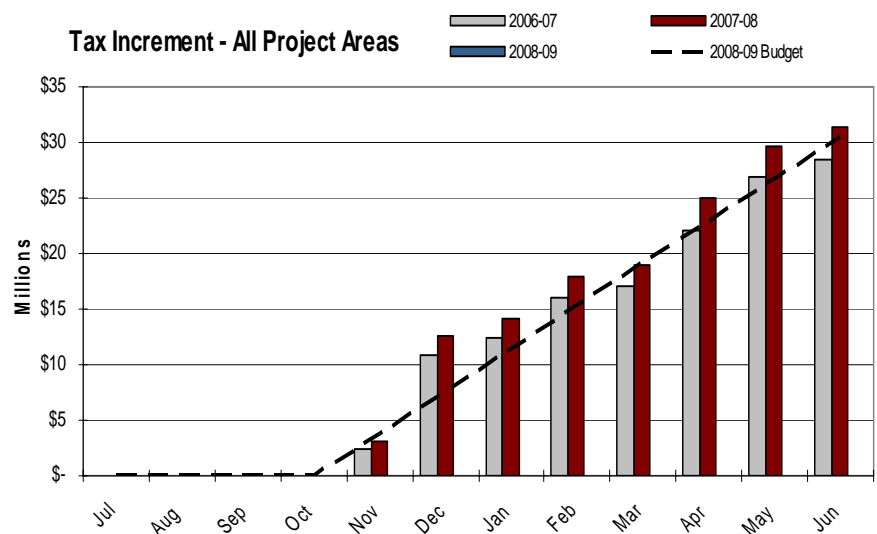 Tax Increment - All Project Areas
2006-07
2007-08
2008-09
2008-09 Budget
Millions
$35
$30
$25
$20
$15
$10
$5
$-
Jul
Aug
Sep
Oct
Nov
Dec
Jan
Feb
Mar
Apr
May
Jun